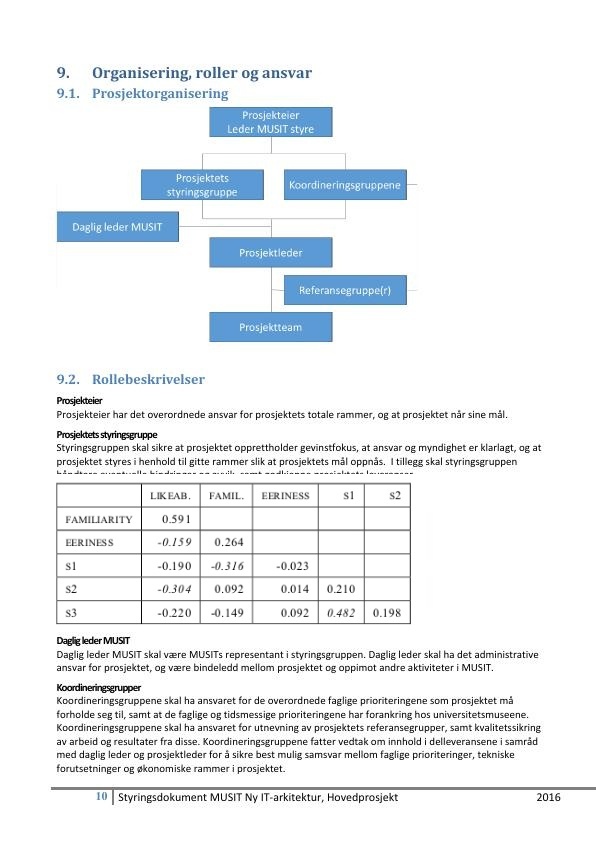 9. Organisering, roller og ansvar
9.1. Prosjektorganisering
Prosjekteier
Leder MUSIT styre
Prosjektets
styringsgruppe
Koordineringsgruppene
Daglig leder MUSIT
Prosjektleder
Referansegruppe(r)
Prosjektteam
9.2. Rollebeskrivelser
Prosjekteier
Prosjekteier har det overordnede ansvar for prosjektets totale rammer, og at prosjektet når sine mål.
Prosjektets styringsgruppe
Styringsgruppen skal sikre at prosjektet opprettholder gevinstfokus, at ansvar og myndighet er klarlagt, og at
prosjektet styres i henhold til gitte rammer slik at prosjektets mål oppnås. I tillegg skal styringsgruppen
LIKEAB. FAMIL. EERINESS S1 S2
FAMILIARITY 0.591
EERINESS -0.159 0.264
S1 -0.190 -0.316 -0.023
S2 -0.304 0.092 0.014 0.210
S3 -0.220 -0.149 0.092 0.482 0.198
Daglig leder MUSIT
Daglig leder MUSIT skal være MUSITs representant i styringsgruppen. Daglig leder skal ha det administrative
ansvar for prosjektet, og være bindeledd mellom prosjektet og oppimot andre aktiviteter i MUSIT.
Koordineringsgrupper
Koordineringsgruppene skal ha ansvaret for de overordnede faglige prioriteringene som prosjektet må
forholde seg til, samt at de faglige og tidsmessige prioriteringene har forankring hos universitetsmuseene.
Koordineringsgruppene skal ha ansvaret for utnevning av prosjektets referansegrupper, samt kvalitetssikring
av arbeid og resultater fra disse. Koordineringsgruppene fatter vedtak om innhold i delleveransene i samråd
med daglig leder og prosjektleder for å sikre best mulig samsvar mellom faglige prioriteringer, tekniske
forutsetninger og økonomiske rammer i prosjektet.
10 Styringsdokument MUSIT Ny IT-arkitektur, Hovedprosjekt 2016